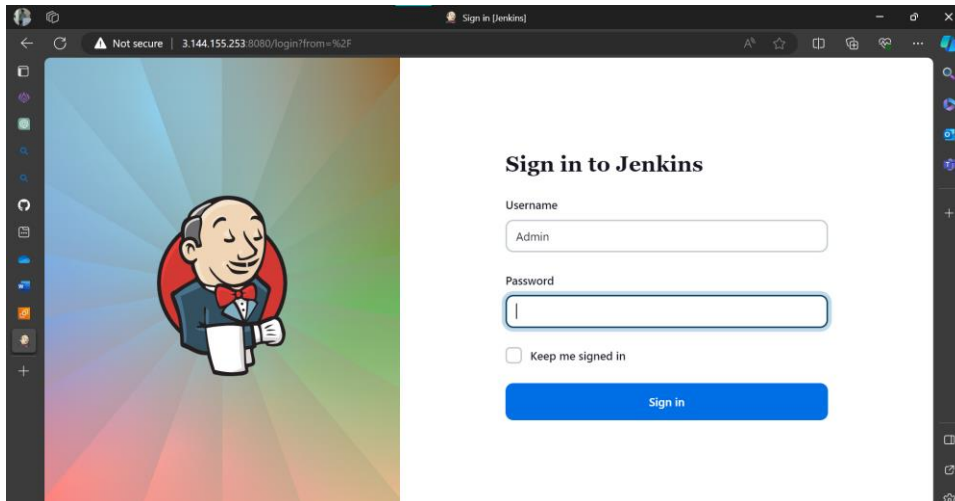 Sign in [Jenkins]
Not secure | 3.144.155.253:8080/login?from=%2F
Sign in to Jenkins
Username
Admin
Password
Keep me signed in
Sign in